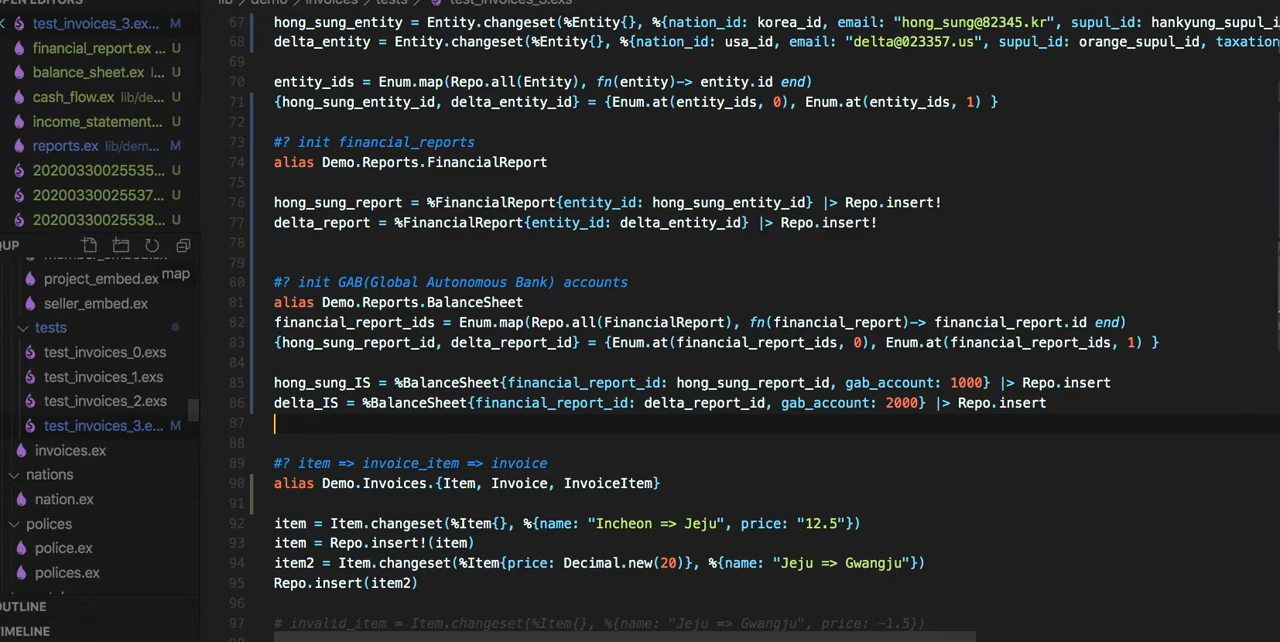 OPEN EDITORS
test_invoices_3.ex... M
financial_report.ex ... U
balance_sheet.ex l... U
cash_flow.ex lib/de... U
income_statement... U
reports.ex lib/dem... M
20200330025535... U
20200330025537... U
20200330025538... U
QUP
member_embed.ex
project_embed.ex
map
seller_embed.ex
tests
test_invoices_0.exs
test_invoices_1.exs
test_invoices_2.exs
test_invoices_3.e... M
invoices.ex
nations
nation.ex
polices
police.ex
polices.ex
OUTLINE
TIMELINE
lib > demo > invoices > tests > test_invoices_3.exs
67 hong_sung_entity = Entity.changeset(%Entity{}, %{nation_id: korea_id, email: "hong_sung@82345.kr", supul_id: hankyung_supul_i
68 delta_entity = Entity.changeset(%Entity{}, %{nation_id: usa_id, email: "delta@023357.us", supul_id: orange_supul_id, taxation
69
70 entity_ids = Enum.map(Repo.all(Entity), fn(entity)-> entity.id end)
71 {hong_sung_entity_id, delta_entity_id} = {Enum.at(entity_ids, 0), Enum.at(entity_ids, 1) }
72
73 #? init financial_reports
74 alias Demo.Reports.FinancialReport
75
76 hong_sung_report = %FinancialReport{entity_id: hong_sung_entity_id} |> Repo.insert!
77 delta_report = %FinancialReport{entity_id: delta_entity_id} |> Repo.insert!
78
79
80 #? init GAB(Global Autonomous Bank) accounts
81 alias Demo.Reports.BalanceSheet
82 financial_report_ids = Enum.map(Repo.all(FinancialReport), fn(financial_report)-> financial_report.id end)
83 {hong_sung_report_id, delta_report_id} = {Enum.at(financial_report_ids, 0), Enum.at(financial_report_ids, 1) }
84
85 hong_sung_IS = %BalanceSheet{financial_report_id: hong_sung_report_id, gab_account: 1000} |> Repo.insert
86 delta_IS = %BalanceSheet{financial_report_id: delta_report_id, gab_account: 2000} |> Repo.insert
87
88
89 #? item => invoice_item => invoice
90 alias Demo.Invoices.{Item, Invoice, InvoiceItem}
91
92 item = Item.changeset(%Item{}, %{name: "Incheon => Jeju", price: "12.5"})
93 item = Repo.insert!(item)
94 item2 = Item.changeset(%Item{price: Decimal.new(20)}, %{name: "Jeju => Gwangju"})
95 Repo.insert(item2)
96
97 # invalid_item = Item.changeset(%Item{}, %{name: "Jeju => Gwangju", price: -1.5})